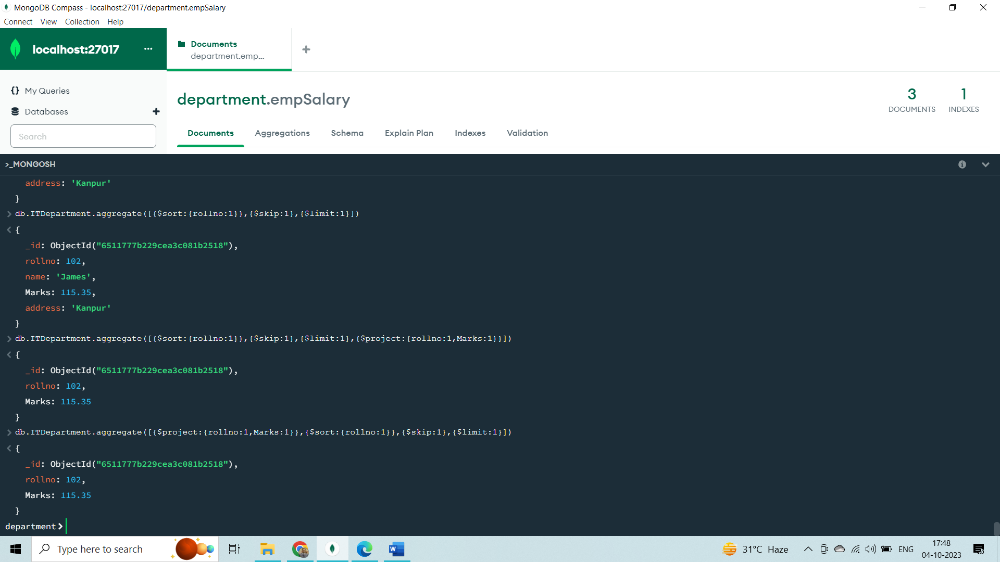 MongoDB Compass - localhost:27017/department.empSalary
Connect View Collection Help
localhost:27017 ...
Documents
department.emp...
+
{} My Queries
Databases +
Search
department.empSalary
3
DOCUMENTS
1
INDEXES
Documents Aggregations Schema Explain Plan Indexes Validation
>_MONGOSH
address: 'Kanpur'
}
> db.ITDepartment.aggregate([{$sort:{rollno:1}},{$skip:1},{$limit:1}])
< {
_id: ObjectId("6511777b229cea3c081b2518"),
rollno: 102,
name: 'James',
Marks: 115.35,
address: 'Kanpur'
}
> db.ITDepartment.aggregate([{$sort:{rollno:1}},{$skip:1},{$limit:1},{$project:{rollno:1,Marks:1}}])
< {
_id: ObjectId("6511777b229cea3c081b2518"),
rollno: 102,
Marks: 115.35
}
> db.ITDepartment.aggregate([{$project:{rollno:1,Marks:1}},{$sort:{rollno:1}},{$skip:1},{$limit:1}])
< {
_id: ObjectId("6511777b229cea3c081b2518"),
rollno: 102,
Marks: 115.35
}
department>
Type here to search
31°C Haze
ENG
17:48
04-10-2023